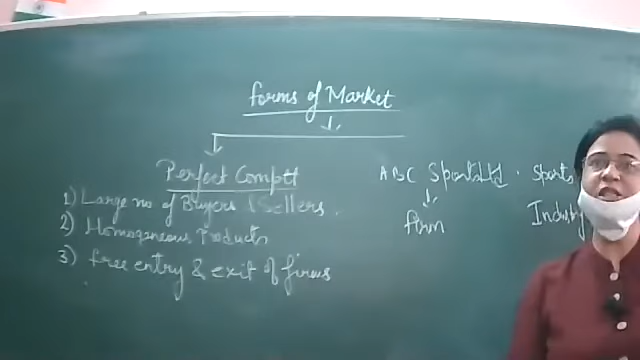 forms of Market
Perfect Comptt
1) Large no of Buyers & Sellers.
2) Homogeneous Products
3) free entry & exit of firms
ABC Sports Ltd.
firm
Sports
Industry